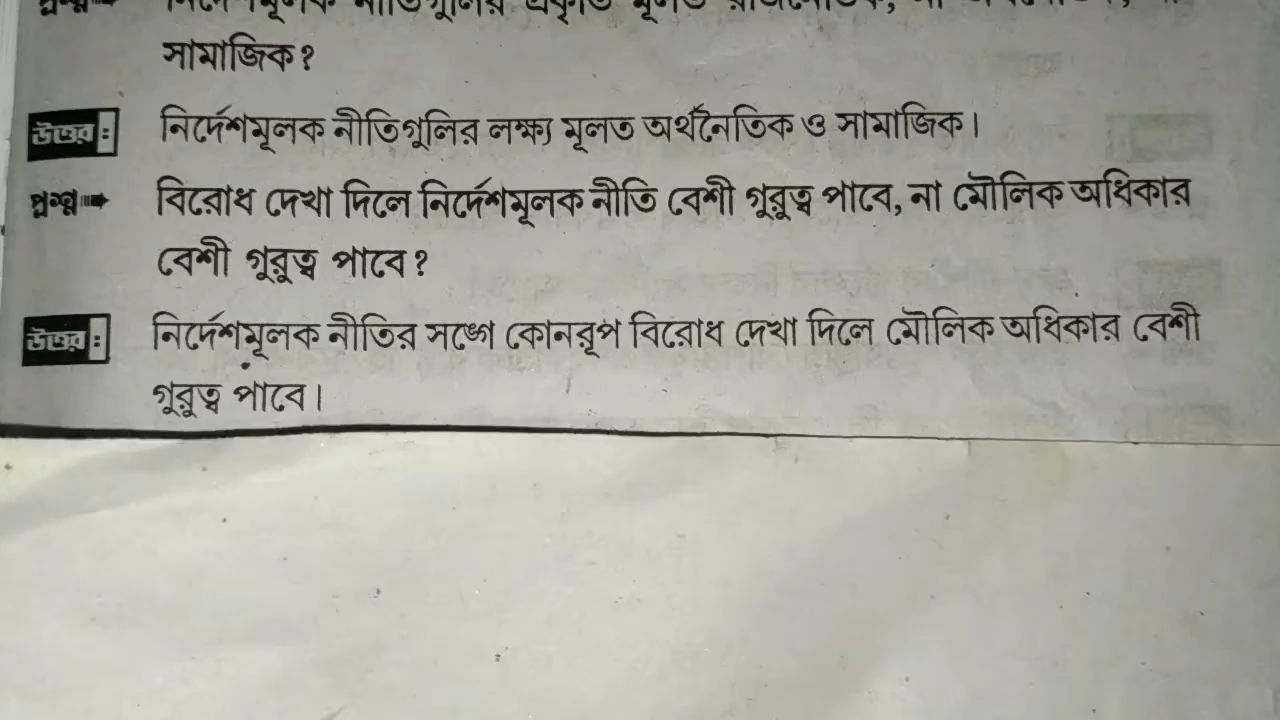 সামাজিক?
উত্তর: নির্দেশমূলক নীতিগুলির লক্ষ্য মূলত অর্থনৈতিক ও সামাজিক।
প্রশ্ন বিরোধ দেখা দিলে নির্দেশমূলক নীতি বেশী গুরুত্ব পাবে, না মৌলিক অধিকার
বেশী গুরুত্ব পাবে?
উত্তর: নির্দেশমূলক নীতির সঙ্গে কোনরূপ বিরোধ দেখা দিলে মৌলিক অধিকার বেশী
গুরুত্ব পাবে।